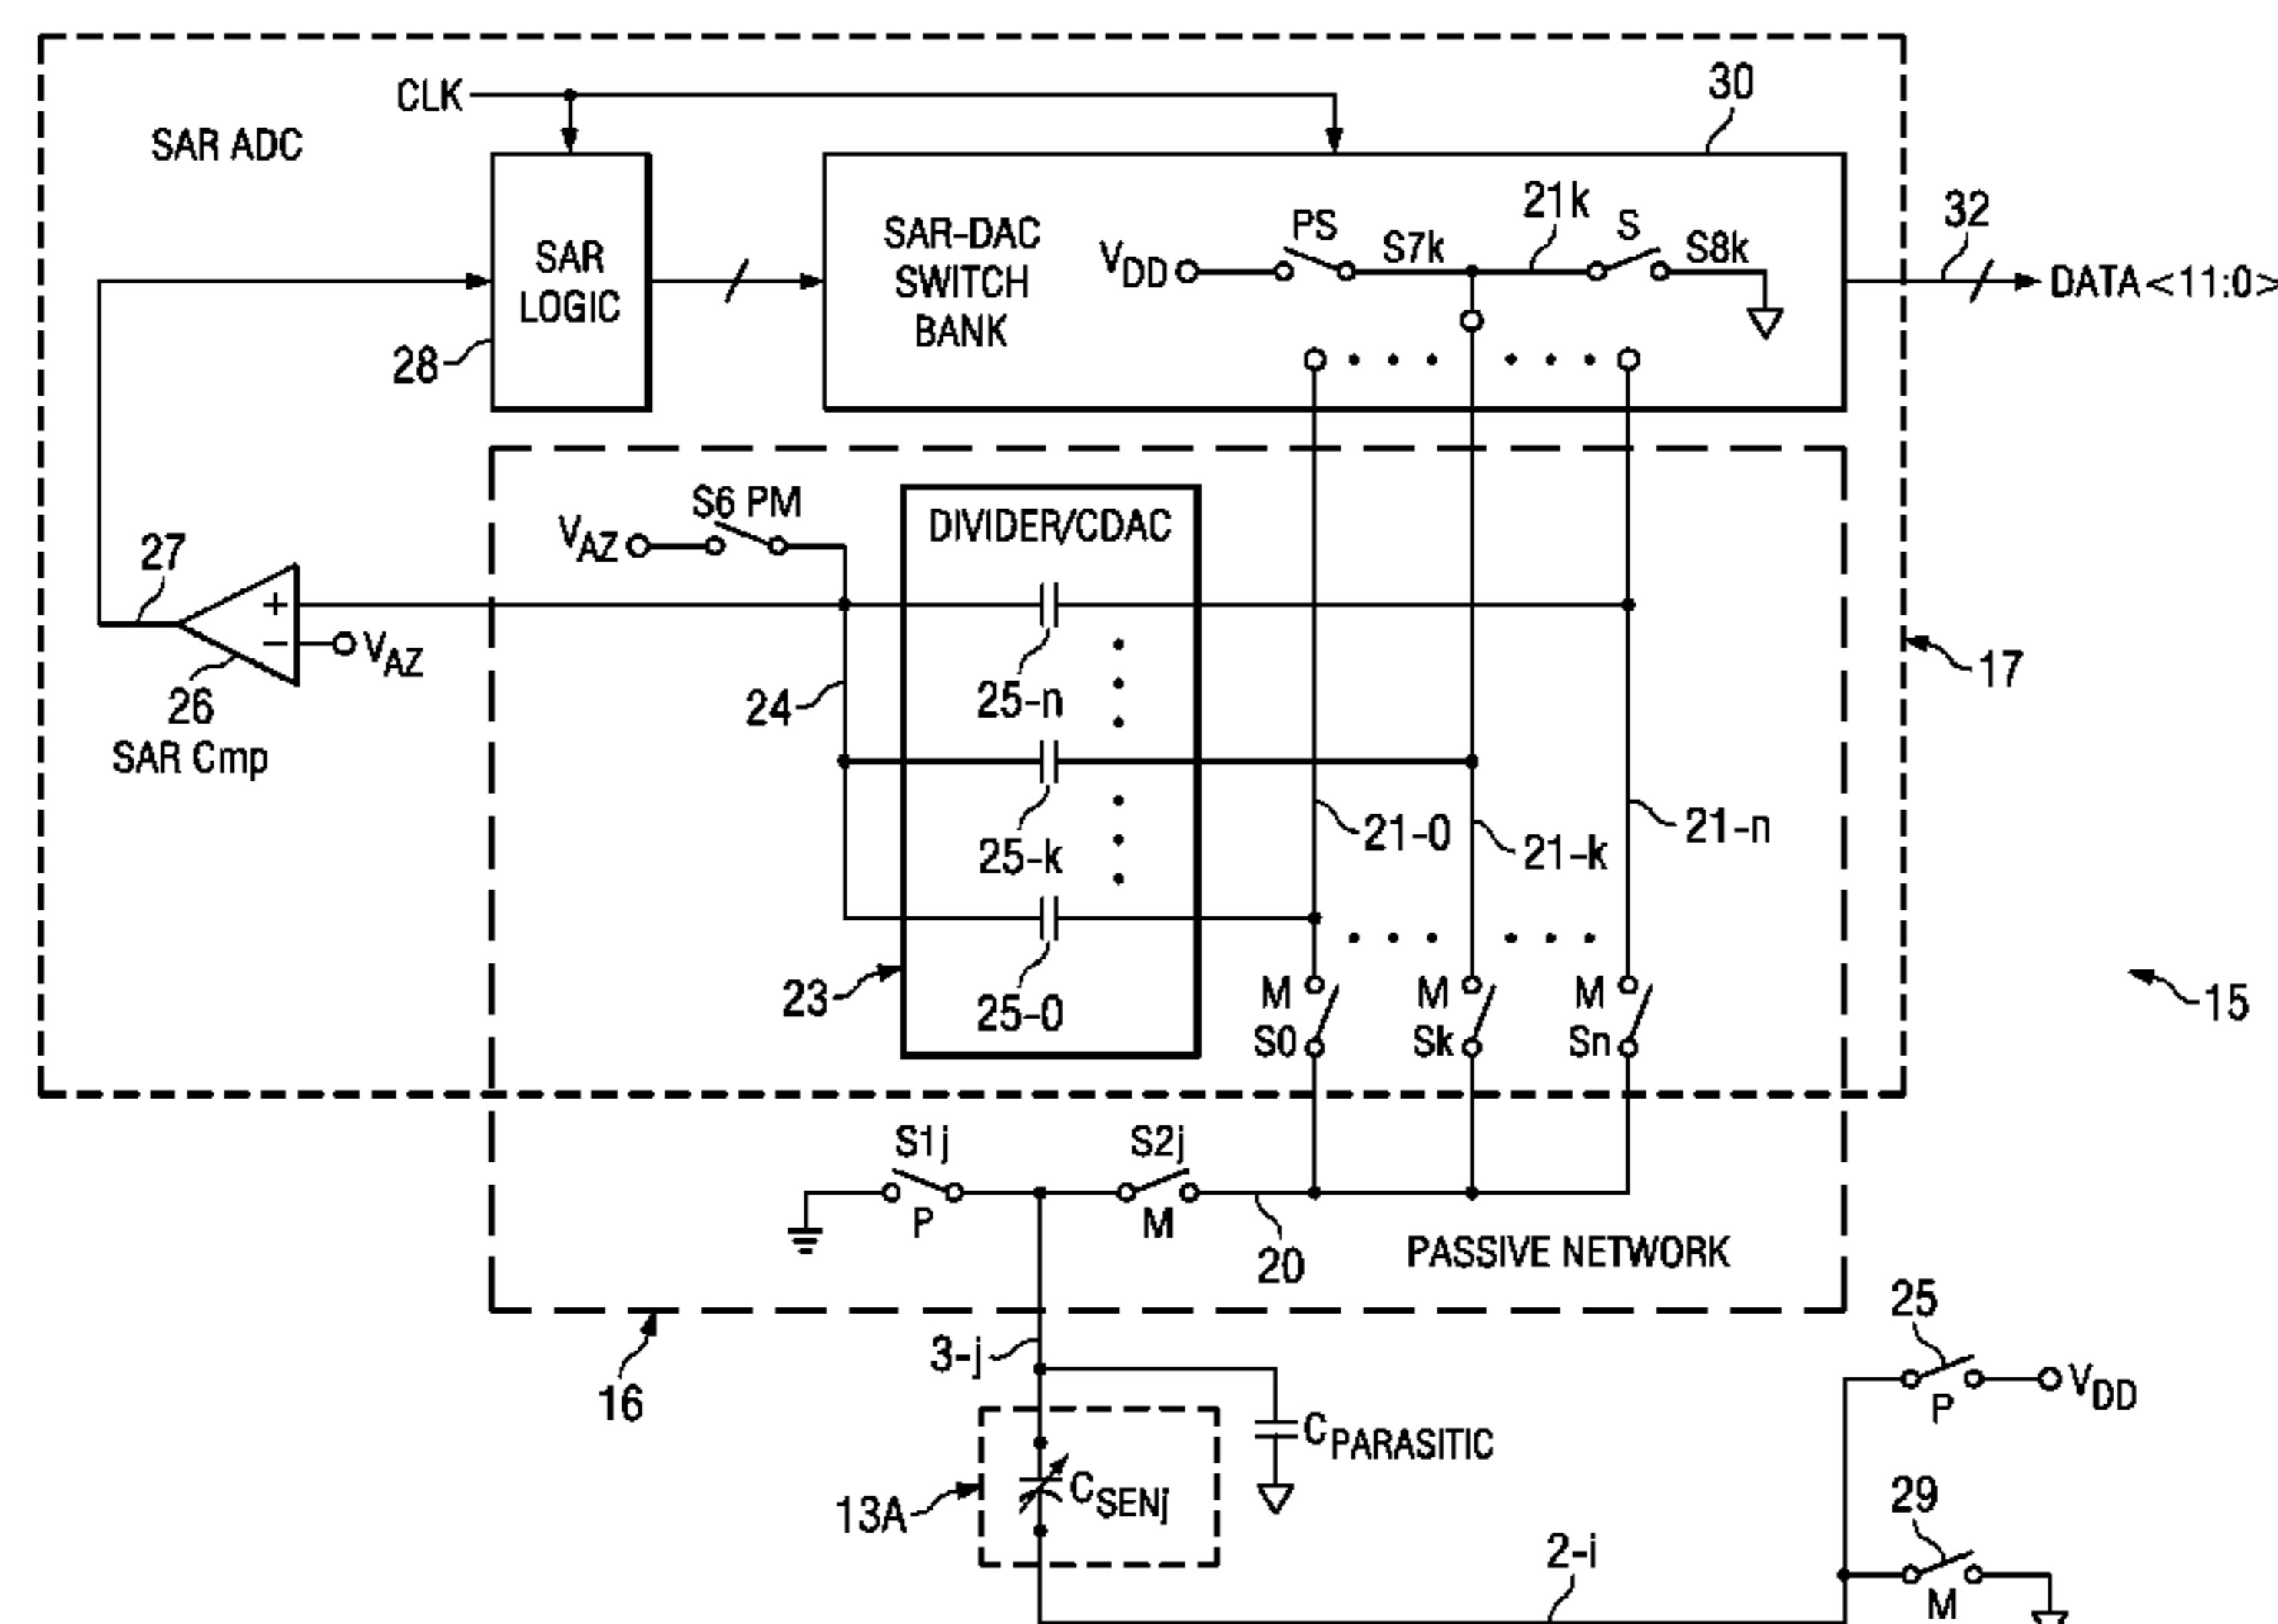 CLK
SAR ADC
30
SAR
LOGIC
28
SAR-DAC
SWITCH
BANK
VDD
PS
S7k
21k
S
S8k
32
DATA<11:0>
27
+
−
VAZ
26
SAR Cmp
S6 PM
VAZ
24
DIVIDER/CDAC
25-n
25-k
25-0
23
21-0
21-k
21-n
17
15
M
S0
M
Sk
M
Sn
S1j
P
S2j
M
20
PASSIVE NETWORK
16
3-j
CPARASITIC
13A
CSENj
25
P
VDD
29
M
2-i